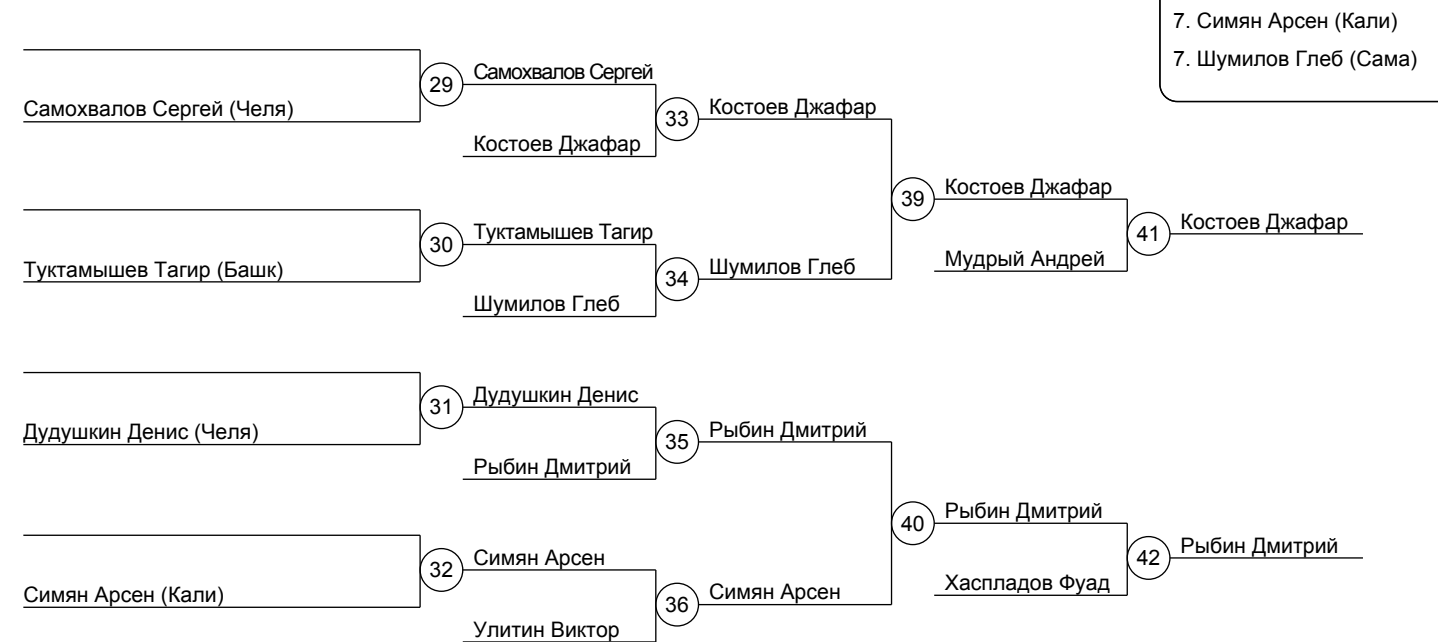 7. Симян Арсен (Кали)
7. Шумилов Глеб (Сама)
Самохвалов Сергей (Челя)
29
Самохвалов Сергей
Костоев Джафар
33
Костоев Джафар
Туктамышев Тагир (Башк)
30
Туктамышев Тагир
Шумилов Глеб
34
Шумилов Глеб
39
Костоев Джафар
Мудрый Андрей
41
Костоев Джафар
Дудушкин Денис (Челя)
31
Дудушкин Денис
Рыбин Дмитрий
35
Рыбин Дмитрий
Симян Арсен (Кали)
32
Симян Арсен
Улитин Виктор
36
Симян Арсен
40
Рыбин Дмитрий
Хаспладов Фуад
42
Рыбин Дмитрий